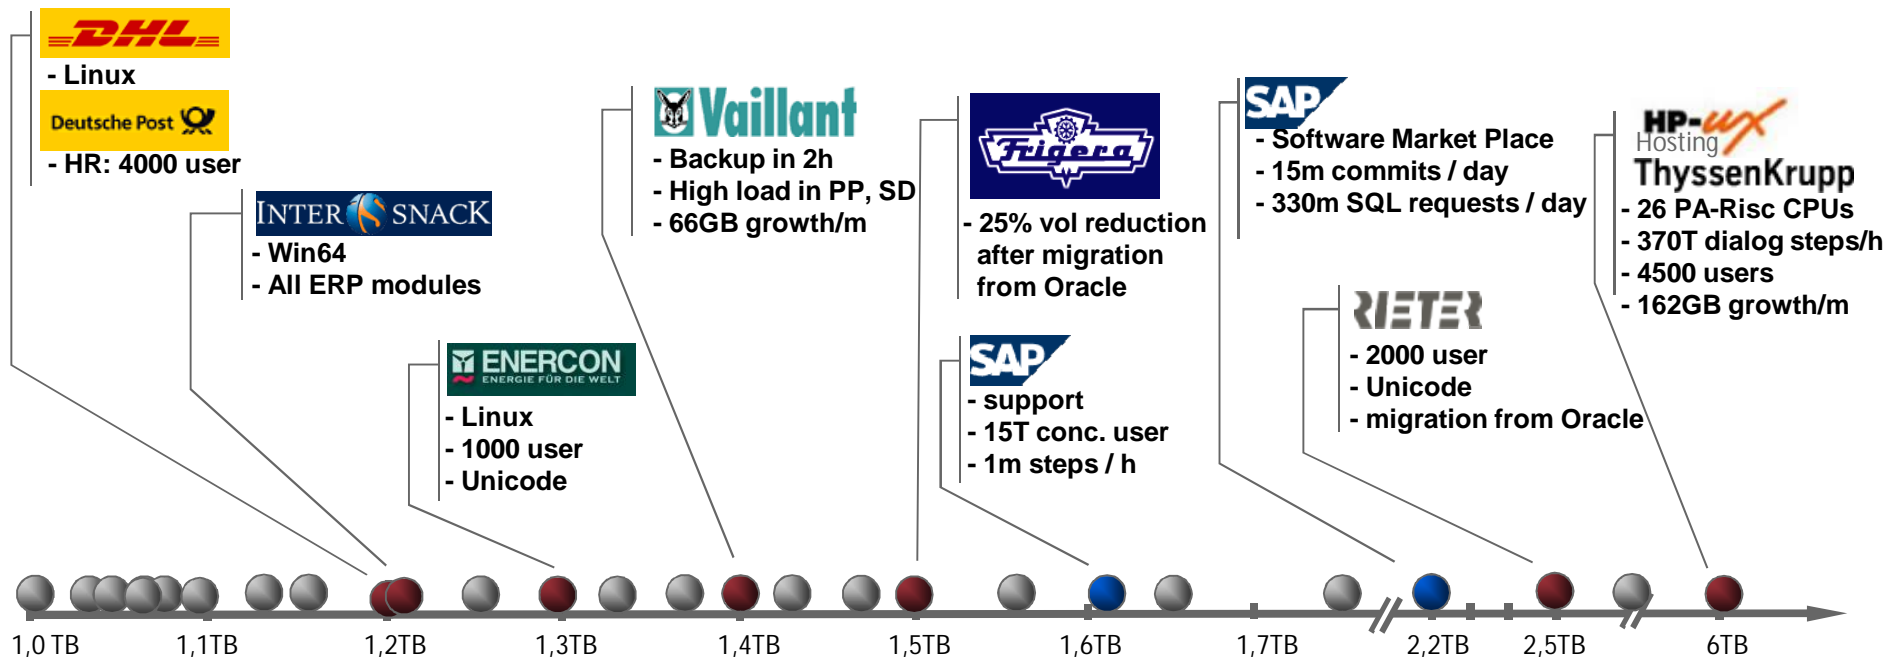 DHL
- Linux
Deutsche Post
- HR: 4000 user
INTER SNACK
- Win64
- All ERP modules
ENERCON
ENERGIE FÜR DIE WELT
- Linux
- 1000 user
- Unicode
Vaillant
- Backup in 2h
- High load in PP, SD
- 66GB growth/m
Frigera
- 25% vol reduction
after migration
from Oracle
SAP
- support
- 15T conc. user
- 1m steps / h
SAP
- Software Market Place
- 15m commits / day
- 330m SQL requests / day
RIETER
- 2000 user
- Unicode
- migration from Oracle
HP-ux
Hosting
ThyssenKrupp
- 26 PA-Risc CPUs
- 370T dialog steps/h
- 4500 users
- 162GB growth/m
1,0 TB 1,1TB 1,2TB 1,3TB 1,4TB 1,5TB 1,6TB 1,7TB 2,2TB 2,5TB 6TB